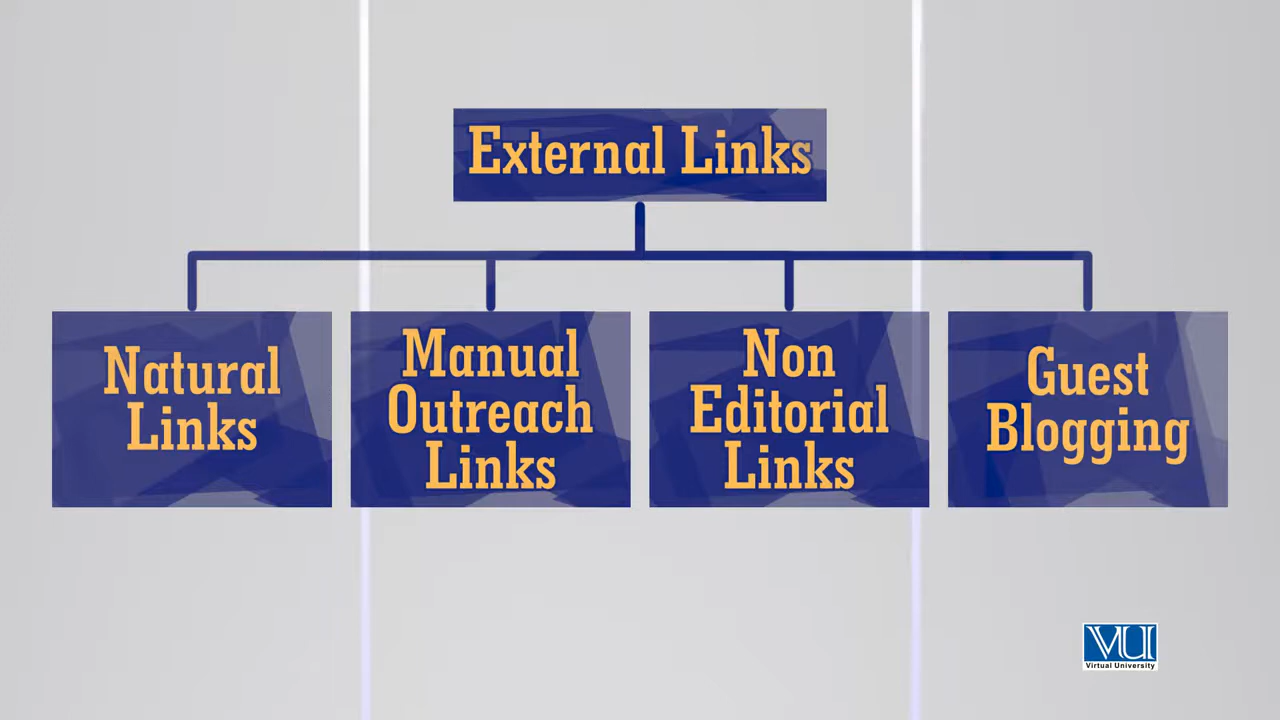 External Links
Natural
Links
Manual
Outreach
Links
Non
Editorial
Links
Guest
Blogging
VU
Virtual University